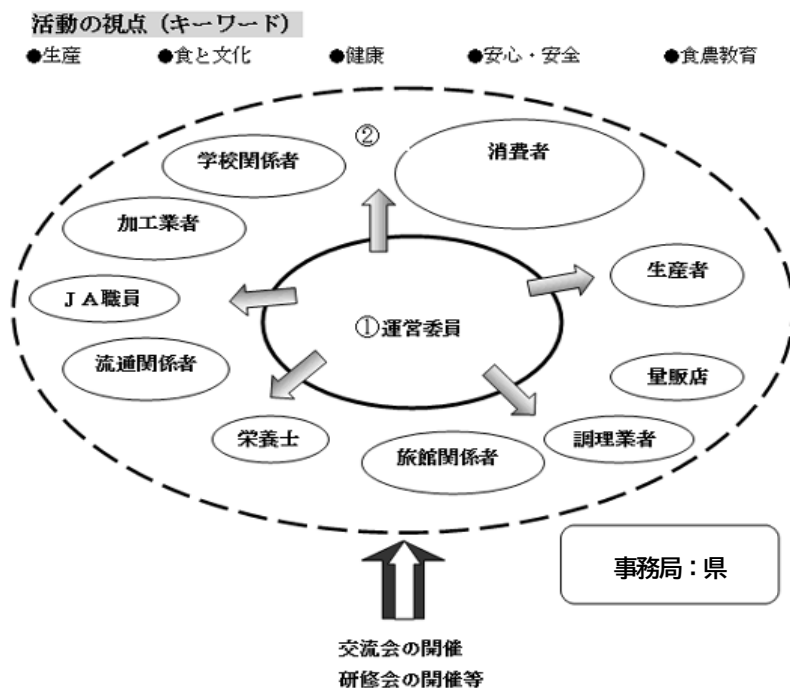 活動の視点（キーワード）
●生産 ●食と文化 ●健康 ●安心・安全 ●食農教育
②
消費者
学校関係者
加工業者
生産者
ＪＡ職員
①運営委員
流通関係者
量販店
栄養士
調理業者
旅館関係者
事務局：県
交流会の開催
研修会の開催等